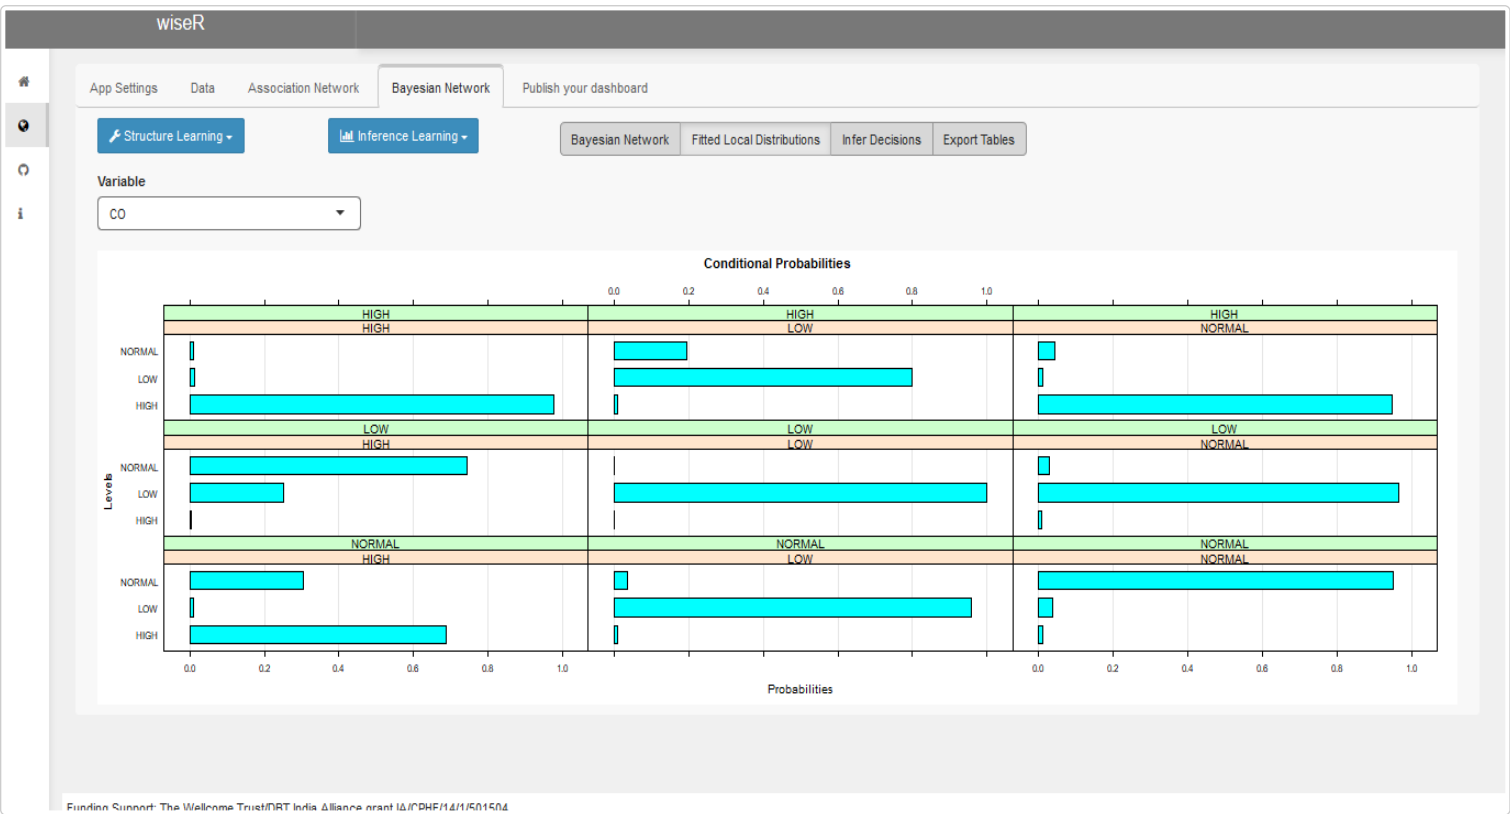 wiseR
App Settings Data Association Network Bayesian Network Publish your dashboard
Structure Learning Inference Learning Bayesian Network Fitted Local Distributions Infer Decisions Export Tables
Variable
CO
Conditional Probabilities
0.0 0.2 0.4 0.6 0.8 1.0
HIGH HIGH HIGH
HIGH LOW NORMAL
NORMAL
LOW
HIGH
LOW LOW LOW
HIGH LOW NORMAL
NORMAL
LOW
HIGH
Levels
NORMAL NORMAL NORMAL
HIGH LOW NORMAL
NORMAL
LOW
HIGH
0.0 0.2 0.4 0.6 0.8 1.0 0.0 0.2 0.4 0.6 0.8 1.0
Probabilities
Funding Support: The Wellcome Trust/DBT India Alliance grant IA/CPHE/14/1/501504